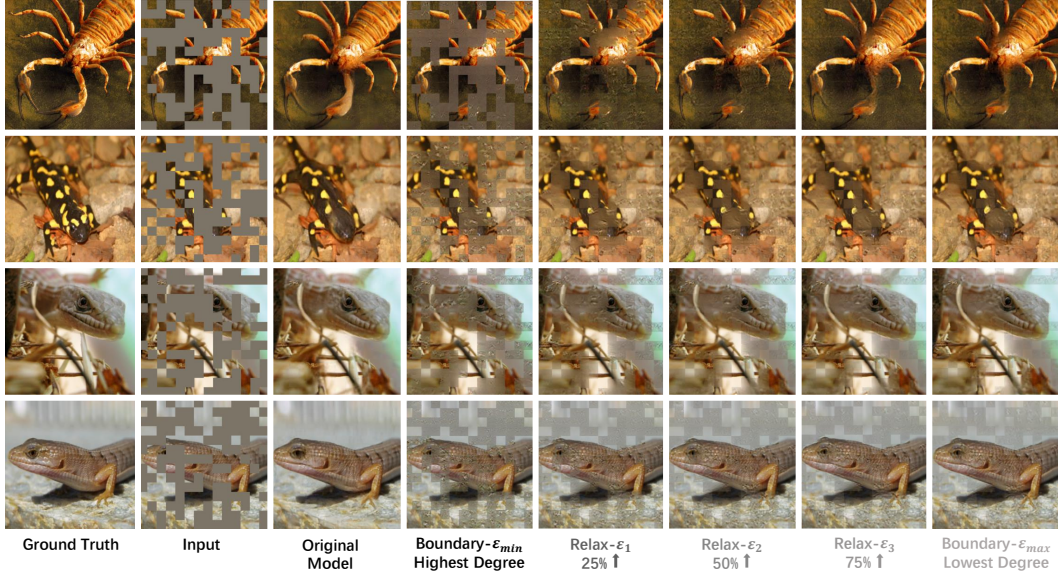 Ground Truth
Input
Original
Model
Boundary-𝜀min
Highest Degree
Relax-𝜀1
25% ↑
Relax-𝜀2
50% ↑
Relax-𝜀3
75% ↑
Boundary-𝜀max
Lowest Degree